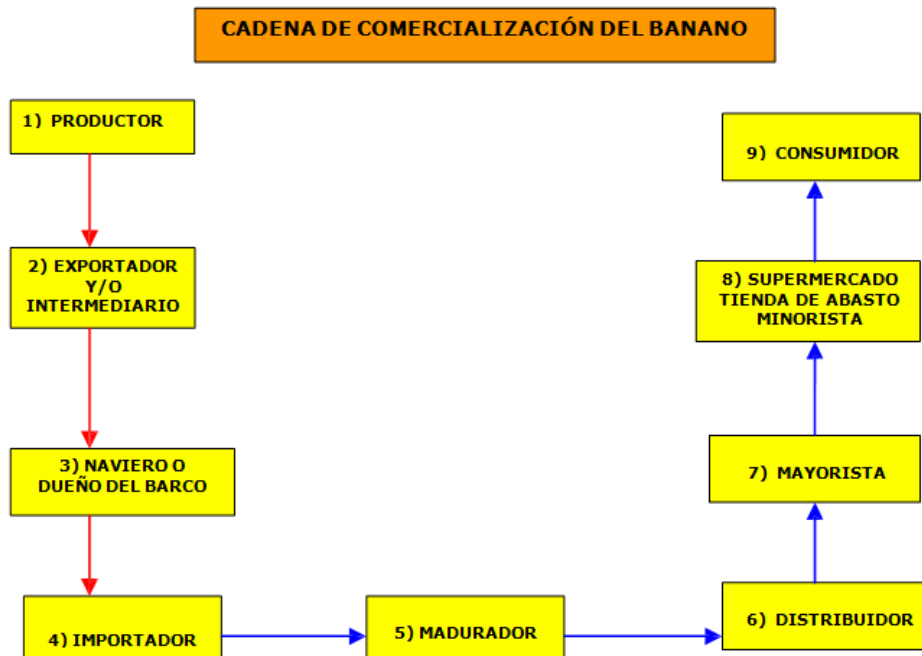 CADENA DE COMERCIALIZACIÓN DEL BANANO
1) PRODUCTOR
2) EXPORTADOR
Y/O
INTERMEDIARIO
3) NAVIERO O
DUEÑO DEL BARCO
4) IMPORTADOR
5) MADURADOR
6) DISTRIBUIDOR
7) MAYORISTA
8) SUPERMERCADO
TIENDA DE ABASTO
MINORISTA
9) CONSUMIDOR